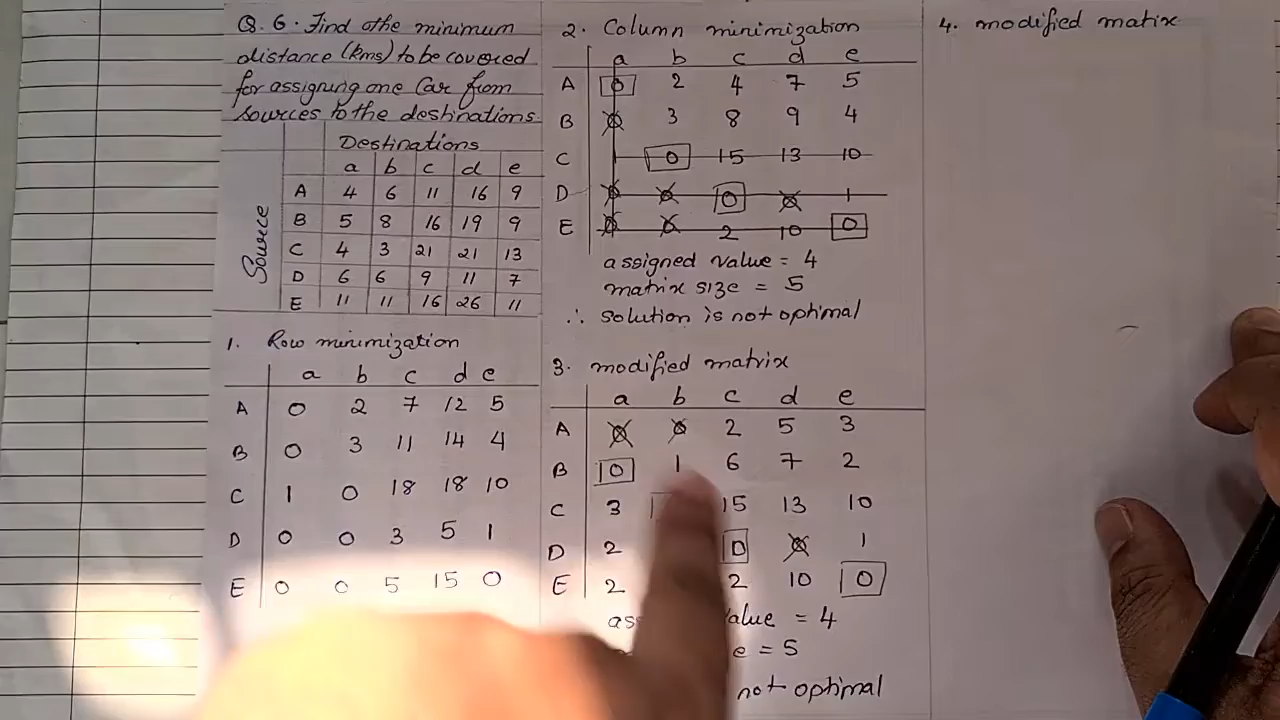 Q. 6. Find the minimum
distance (kms) to be covered
for assigning one Car from
sources to the destinations.
Destinations
a b c d e
Source
A 4 6 11 16 9
B 5 8 16 19 9
C 4 3 21 21 13
D 6 6 9 11 7
E 11 11 16 26 11
1. Row minimization
a b c d e
A 0 2 7 12 5
B 0 3 11 14 4
C 1 0 18 18 10
D 0 0 3 5 1
E 0 0 5 15 0
2. Column minimization
a b c d e
A 0 2 4 7 5
B 0 3 8 9 4
C 0 15 13 10
D 0 0 0 0 1
E 0 0 2 10 0
assigned value = 4
matrix size = 5
∴ solution is not optimal
3. modified matrix
a b c d e
A 0 0 2 5 3
B 0 1 6 7 2
C 3 15 13 10
D 2 0 0 1
E 2 2 10 0
value = 4
= 5
not optimal
4. modified matix